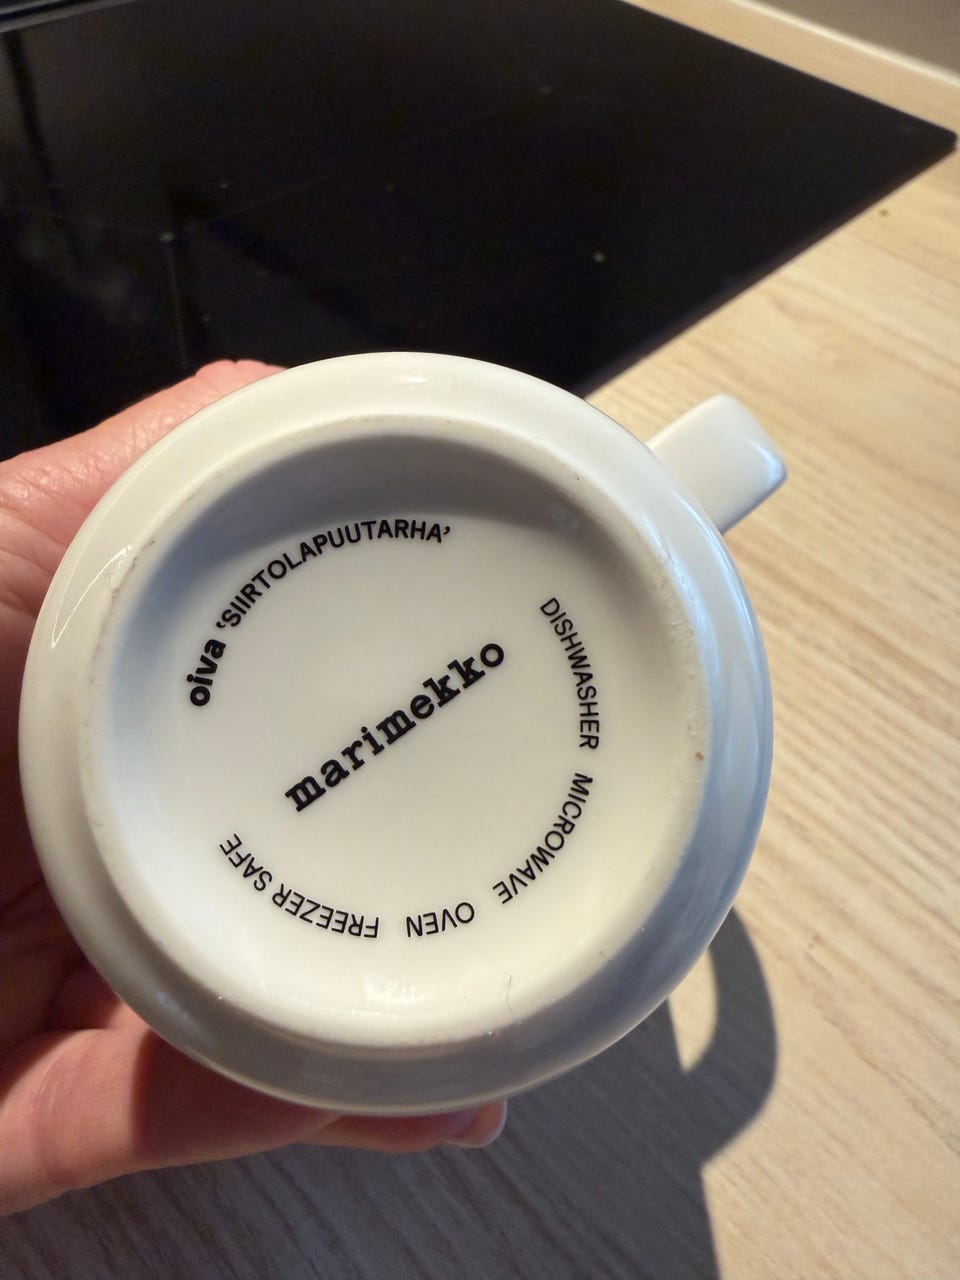 oiva ‘SIIRTOLAPUUTARHA’
marimekko
DISHWASHER MICROWAVE OVEN FREEZER SAFE